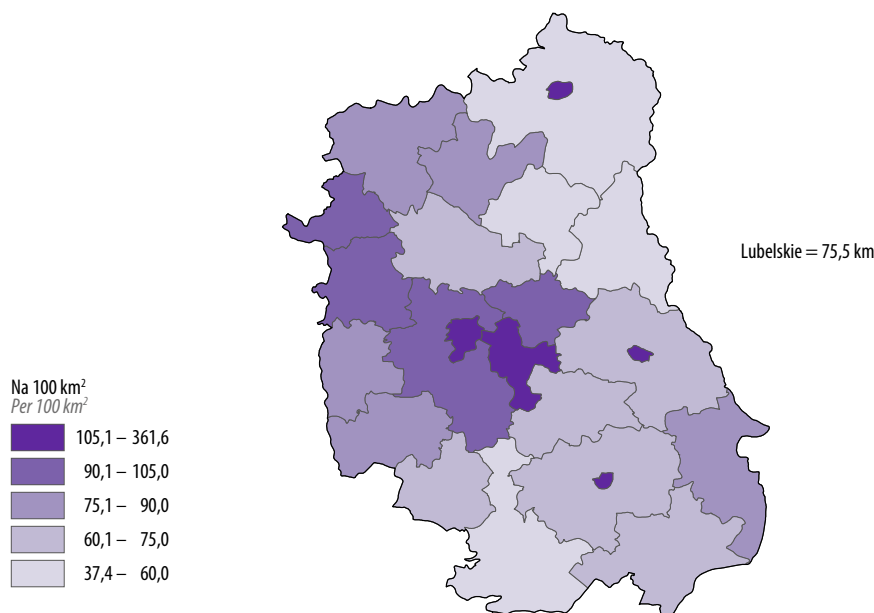 Lubelskie = 75,5 km
Na 100 km²
Per 100 km²
105,1 – 361,6
90,1 – 105,0
75,1 – 90,0
60,1 – 75,0
37,4 – 60,0